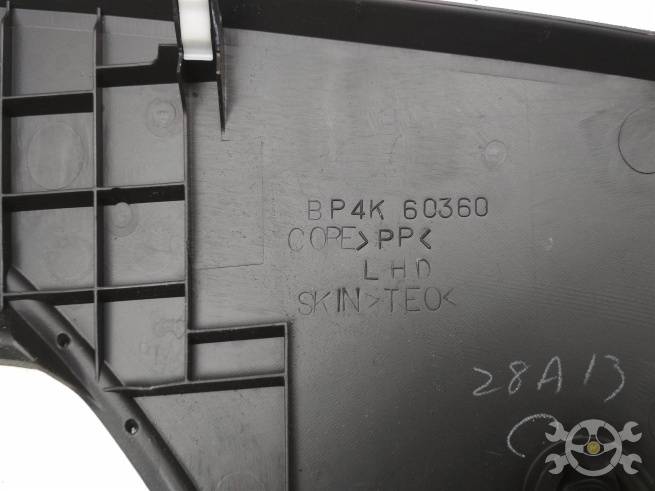 BP4K 60360
CORE>PP<
LHD
SKIN>TEO<
28A13